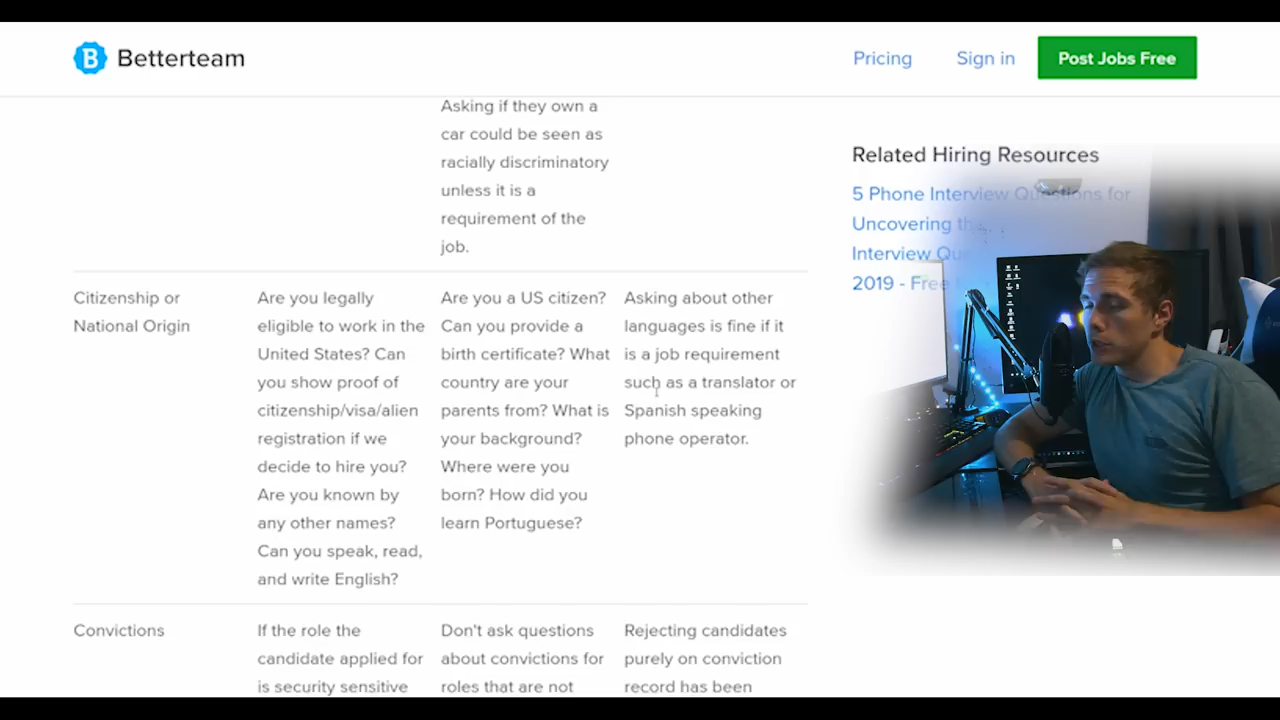 Betterteam
Pricing
Sign in
Post Jobs Free
Asking if they own a
car could be seen as
racially discriminatory
unless it is a
requirement of the
job.
Citizenship or
National Origin
Are you legally
eligible to work in the
United States? Can
you show proof of
citizenship/visa/alien
registration if we
decide to hire you?
Are you known by
any other names?
Can you speak, read,
and write English?
Are you a US citizen?
Can you provide a
birth certificate? What
country are your
parents from? What is
your background?
Where were you
born? How did you
learn Portuguese?
Asking about other
languages is fine if it
is a job requirement
such as a translator or
Spanish speaking
phone operator.
Convictions
If the role the
candidate applied for
is security sensitive
Don't ask questions
about convictions for
roles that are not
Rejecting candidates
purely on conviction
record has been
Related Hiring Resources
5 Phone Interview Questions for
Uncovering
Interview
2019 - Free